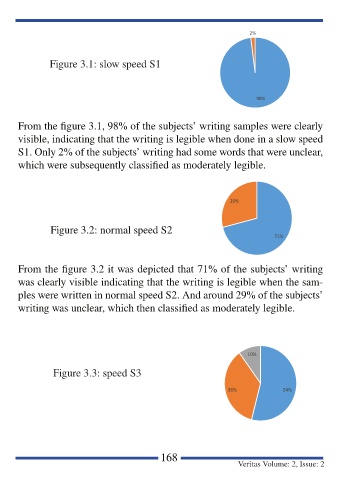 2%
Figure 3.1: slow speed S1
98%
From the figure 3.1, 98% of the subjects’ writing samples were clearly
visible, indicating that the writing is legible when done in a slow speed
S1. Only 2% of the subjects’ writing had some words that were unclear,
which were subsequently classified as moderately legible.
29%
Figure 3.2: normal speed S2
71%
From the figure 3.2 it was depicted that 71% of the subjects’ writing
was clearly visible indicating that the writing is legible when the sam-
ples were written in normal speed S2. And around 29% of the subjects’
writing was unclear, which then classified as moderately legible.
10%
Figure 3.3: speed S3
54%
168
Veritas Volume: 2, Issue: 2